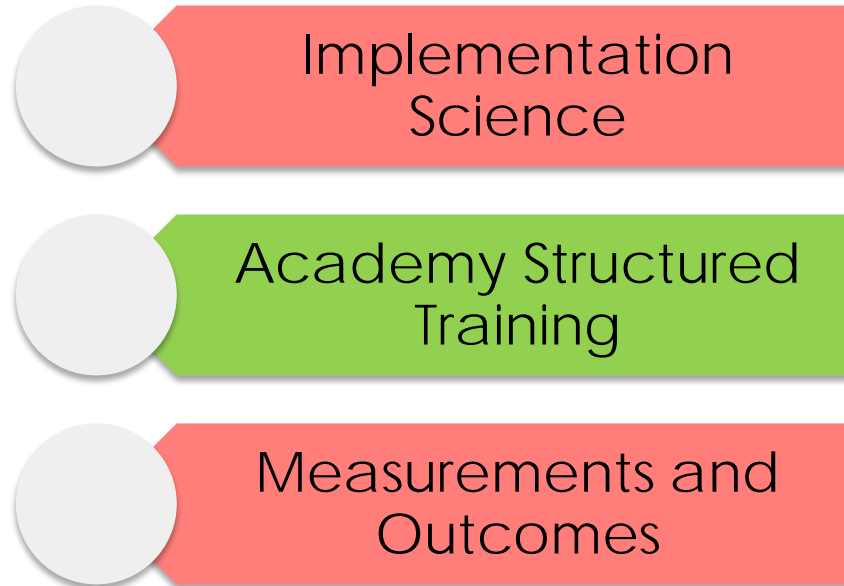 Implementation
Science
Academy Structured
Training
Measurements and
Outcomes